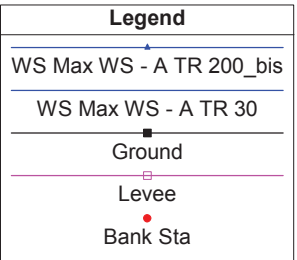 Legend
WS Max WS - A TR 200_bis
WS Max WS - A TR 30
Ground
Levee
Bank Sta